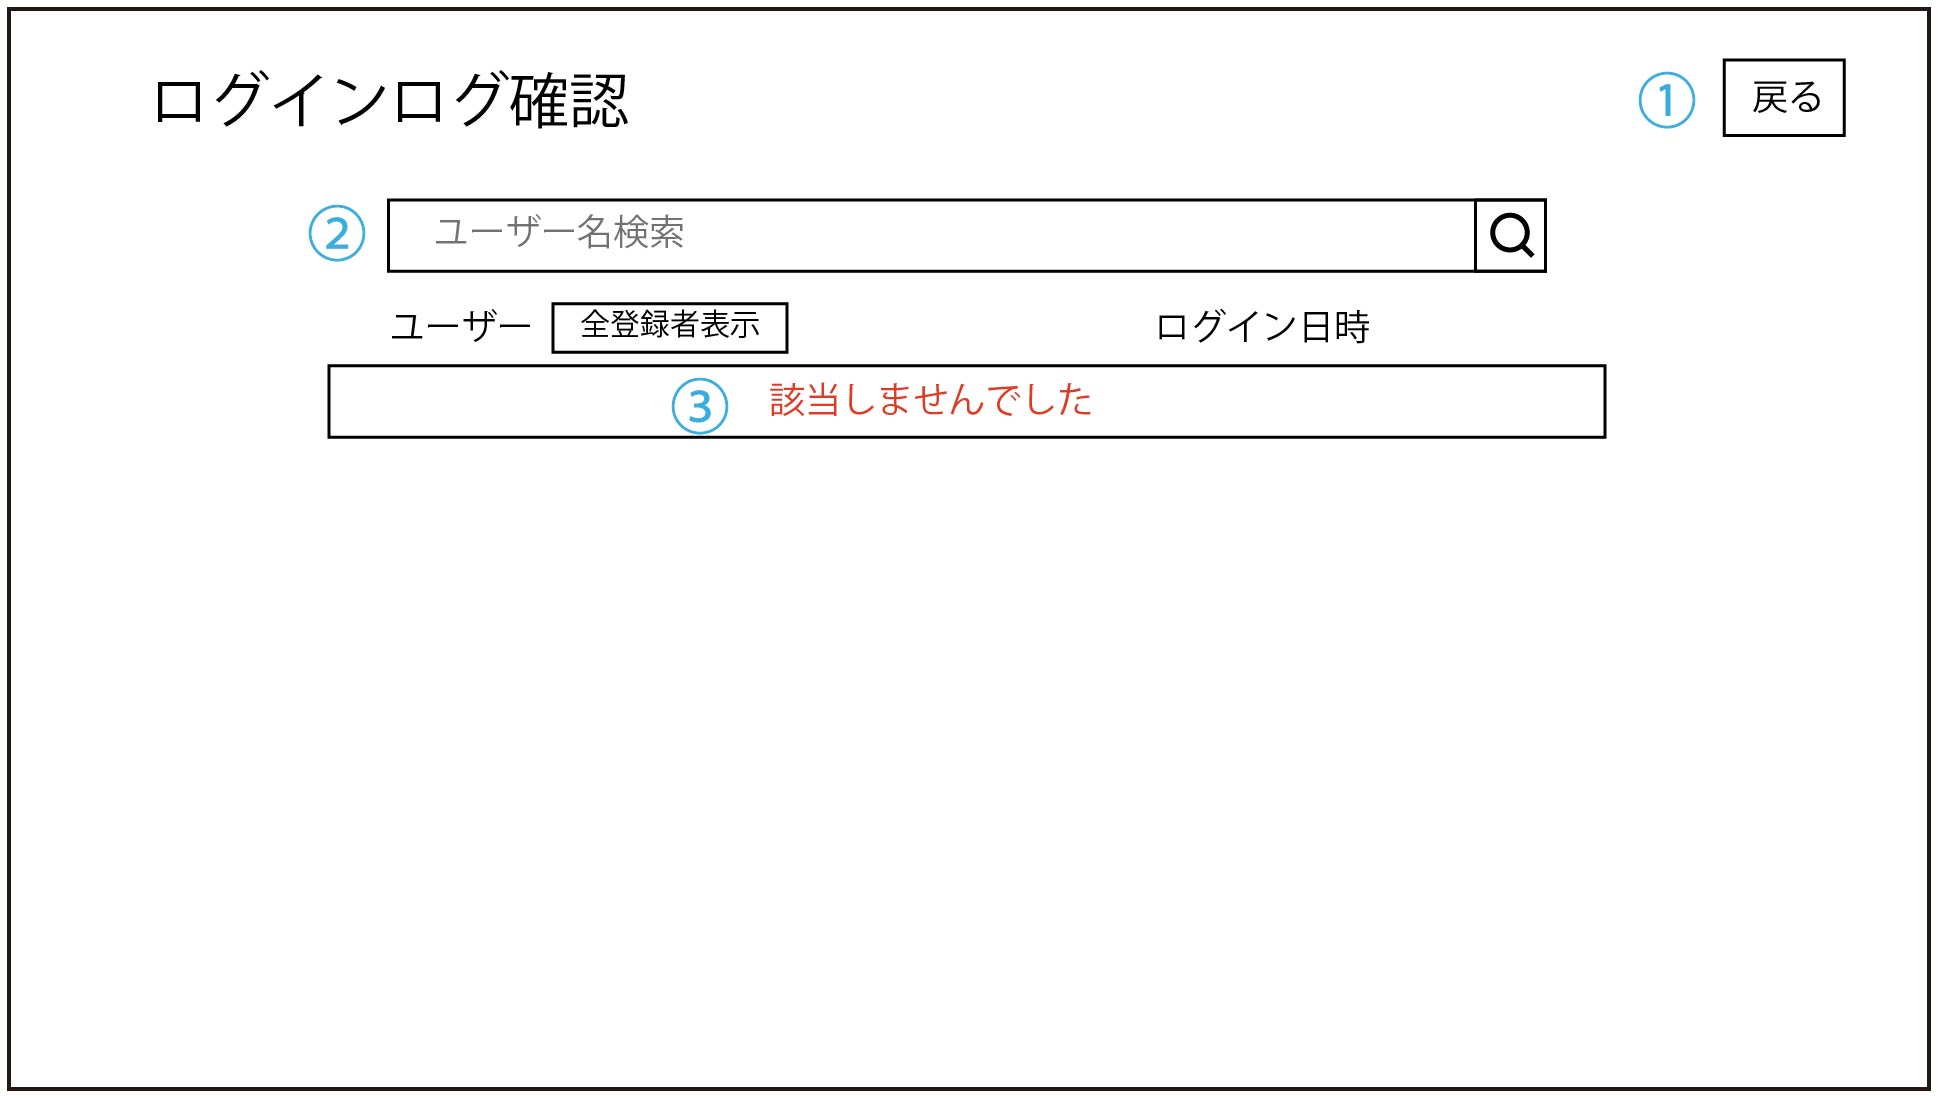 ログインログ確認
① 戻る
② ユーザー名検索
ユーザー 全登録者表示 ログイン日時
③ 該当しませんでした